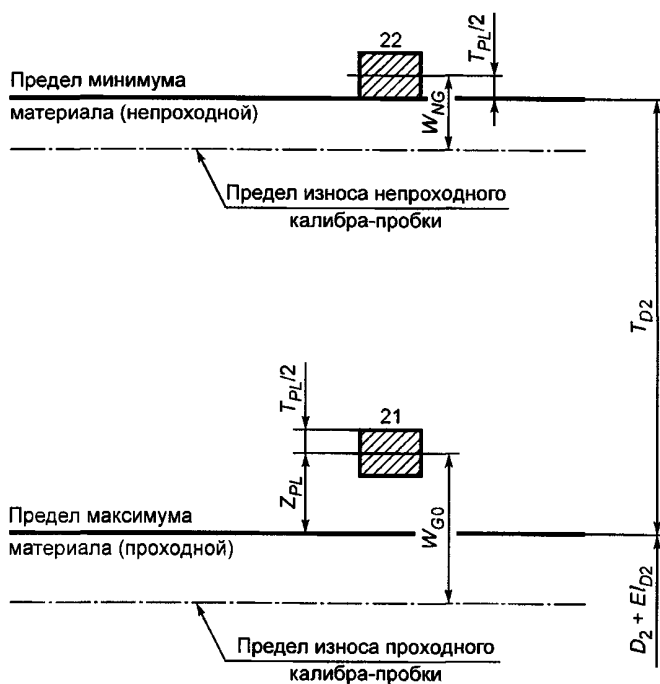 22
T_PL/2
Предел минимума
материала (непроходной)
W_NG
Предел износа непроходного
калибра-пробки
T_D2
T_PL/2
21
Z_PL
W_G0
Предел максимума
материала (проходной)
D_2 + EI_D2
Предел износа проходного
калибра-пробки